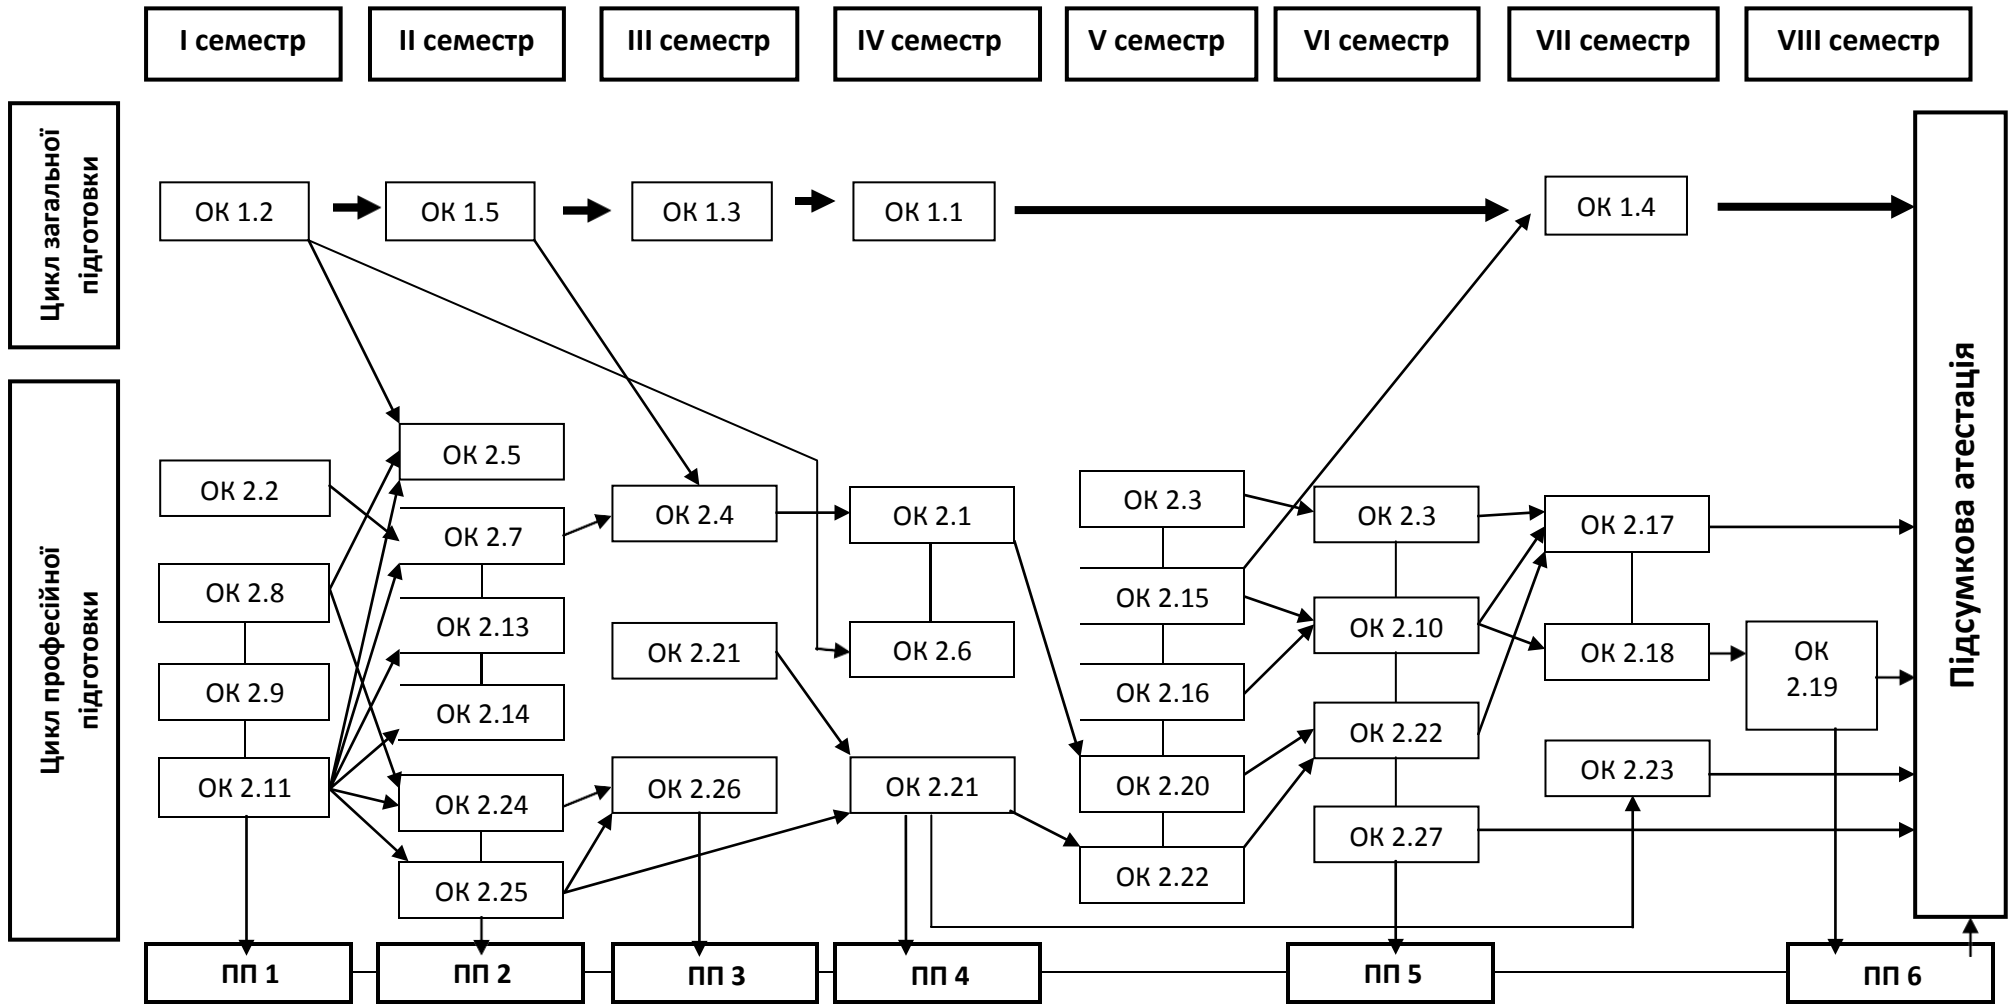 І семестр
ІІ семестр
ІІІ семестр
IV семестр
V семестр
VI семестр
VII семестр
VIII семестр
Цикл загальної
підготовки
ОК 1.2
ОК 1.5
ОК 1.3
ОК 1.1
ОК 1.4
Цикл професійної
підготовки
ОК 2.2
ОК 2.8
ОК 2.9
ОК 2.11
ОК 2.5
ОК 2.7
ОК 2.13
ОК 2.14
ОК 2.24
ОК 2.25
ОК 2.4
ОК 2.21
ОК 2.26
ОК 2.1
ОК 2.6
ОК 2.21
ОК 2.3
ОК 2.15
ОК 2.16
ОК 2.20
ОК 2.22
ОК 2.3
ОК 2.10
ОК 2.22
ОК 2.27
ОК 2.17
ОК 2.18
ОК 2.23
ОК
2.19
Підсумкова атестація
ПП 1
ПП 2
ПП 3
ПП 4
ПП 5
ПП 6